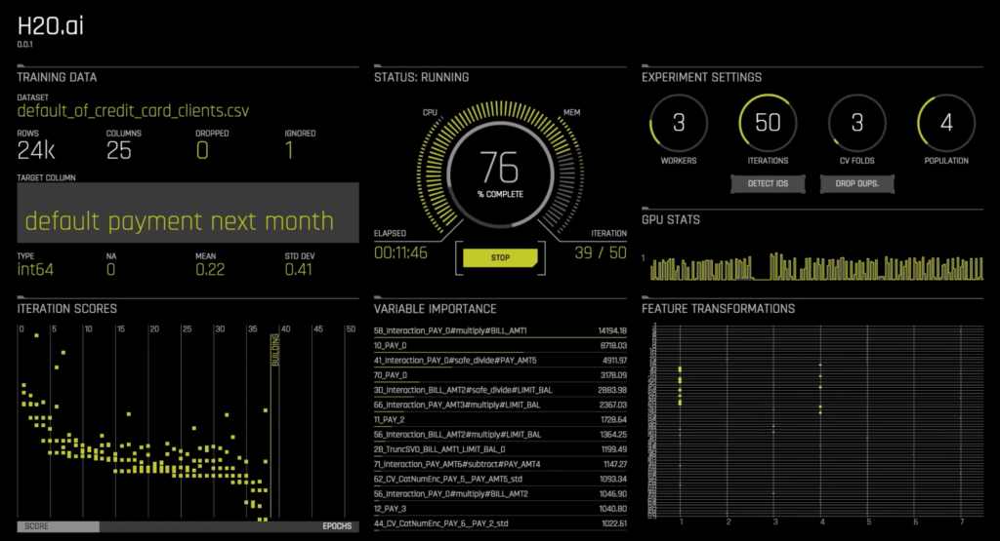 H2O.ai
0.0.1
TRAINING DATA
DATASET
default_of_credit_card_clients.csv
ROWS COLUMNS DROPPED IGNORED
24k 25 0 1
TARGET COLUMN
default payment next month
TYPE NA MEAN STD DEV
int64 0 0.22 0.41
STATUS: RUNNING
CPU MEM
76
% COMPLETE
ELAPSED ITERATION
00:11:46 39 / 50
STOP
EXPERIMENT SETTINGS
3 50 3 4
WORKERS ITERATIONS CV FOLDS POPULATION
DETECT IDS DROP DUPS.
GPU STATS
1
ITERATION SCORES
0 5 10 15 20 25 30 35 40 45 50
BUILDING
SCORE EPOCHS
VARIABLE IMPORTANCE
58_Interaction_PAY_0#multiply#BILL_AMT1 14194.18
10_PAY_0 8718.03
41_Interaction_PAY_0#safe_divide#PAY_AMT5 4911.97
70_PAY_0 3178.09
30_Interaction_BILL_AMT2#safe_divide#LIMIT_BAL 2883.98
56_Interaction_PAY_AMT3#multiply#LIMIT_BAL 2367.03
11_PAY_2 1728.64
56_Interaction_BILL_AMT2#multiply#LIMIT_BAL 1364.25
28_TruncSVD_BILL_AMT1_LIMIT_BAL_0 1199.49
71_Interaction_PAY_AMT6#subtract#PAY_AMT4 1147.27
62_CV_CatNumEnc_PAY_5_PAY_AMT5_std 1093.34
56_Interaction_PAY_0#multiply#BILL_AMT2 1046.90
12_PAY_3 1040.80
44_CV_CatNumEnc_PAY_6_PAY_2_std 1022.61
FEATURE TRANSFORMATIONS
1 2 3 4 5 6 7